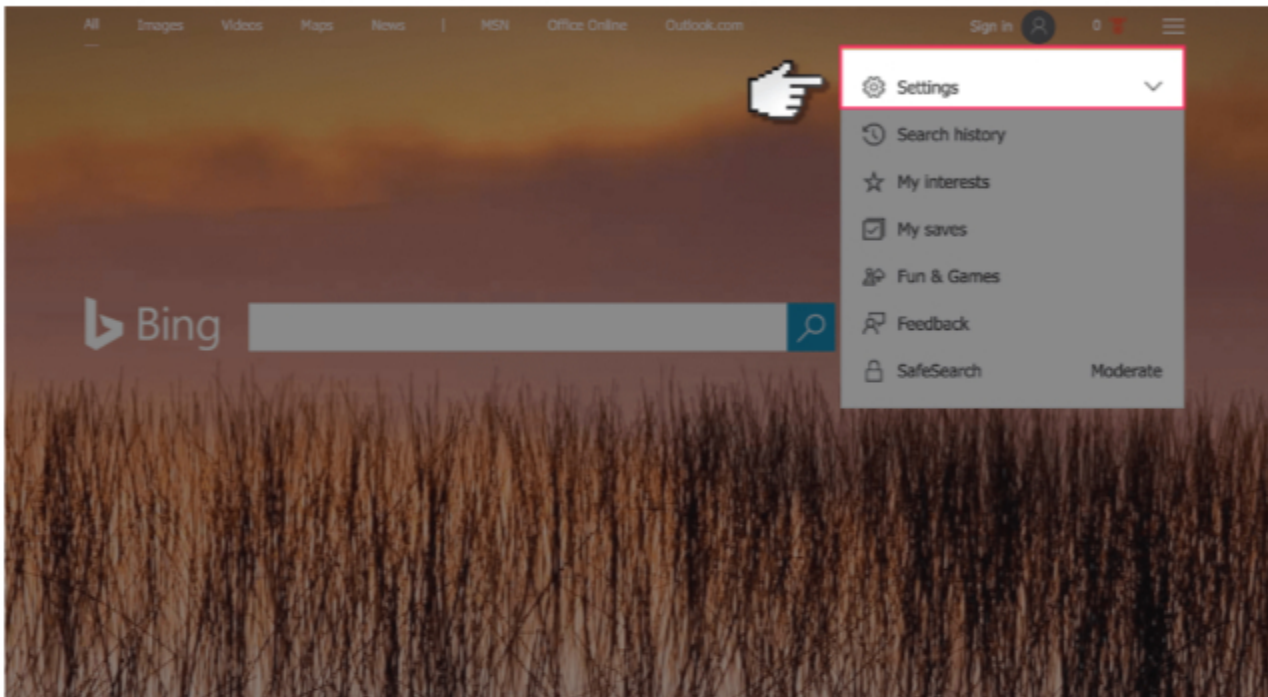 All Images Videos Maps News | MSN Office Online Outlook.com Sign in 0
Settings
Search history
My interests
My saves
Fun & Games
Bing
Feedback
SafeSearch Moderate